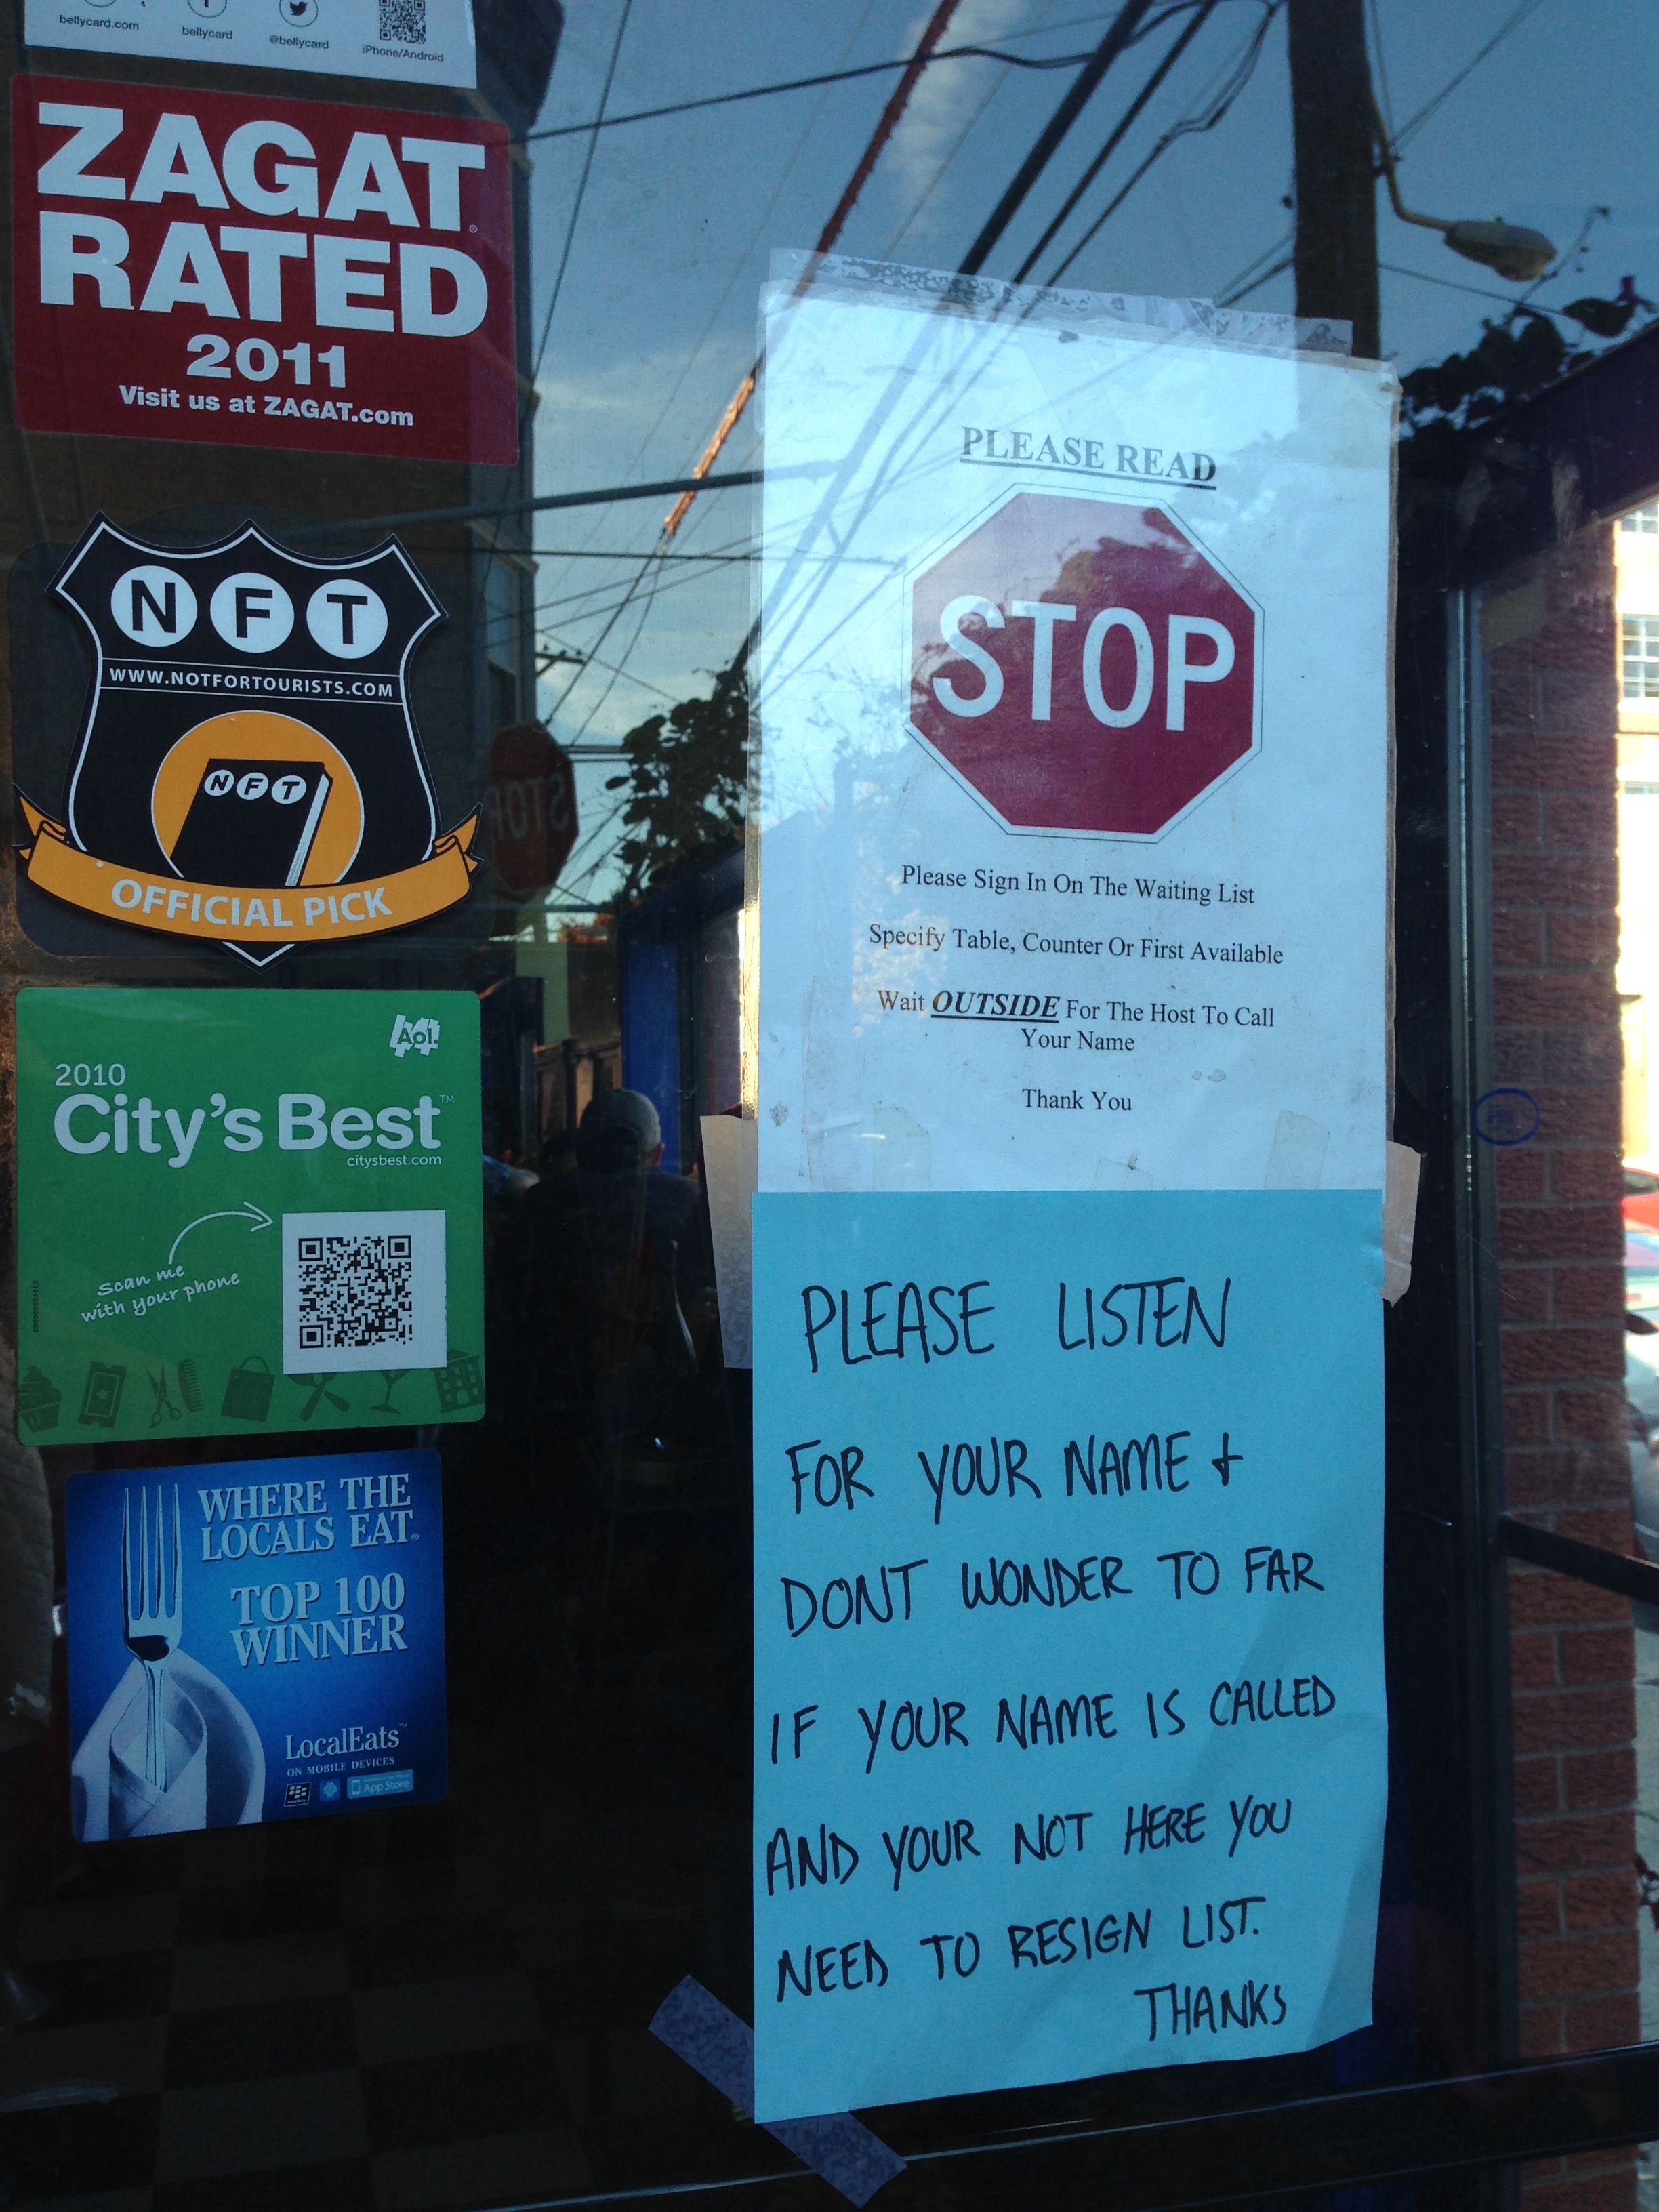 bellycard.com
bellycard
@bellycard
iPhone/Android
ZAGAT
RATED
2011
Visit us at ZAGAT.com
N F T
WWW.NOTFORTOURISTS.COM
NFT
OFFICIAL PICK
Aol.
2010
City's Best™
citysbest.com
Scan me
with your phone
WHERE THE
LOCALS EAT®
TOP 100
WINNER
LocalEats™
ON MOBILE DEVICES
App Store
PLEASE READ
STOP
Please Sign In On The Waiting List
Specify Table, Counter Or First Available
Wait OUTSIDE For The Host To Call
Your Name
Thank You
PLEASE LISTEN
FOR YOUR NAME +
DONT WONDER TO FAR
IF YOUR NAME IS CALLED
AND YOUR NOT HERE YOU
NEED TO RESIGN LIST.
THANKS
STOP